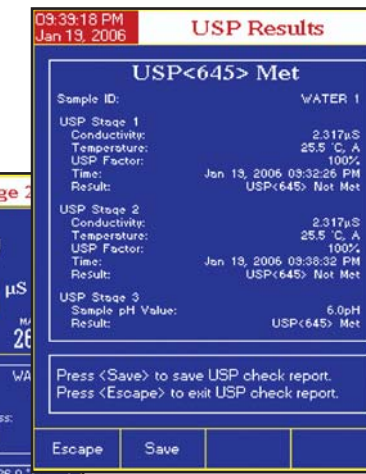 09:39:18 PM
Jan 19, 2006
USP Results
USP<645> Met
Sample ID: WATER 1
USP Stage 1
Conductivity: 2.317µS
Temperature: 25.5 °C, A
USP Factor: 100%
Time: Jan 19, 2006 09:32:26 PM
Result: USP<645> Not Met
USP Stage 2
Conductivity: 2.317µS
Temperature: 25.5 °C, A
USP Factor: 100%
Time: Jan 19, 2006 09:38:32 PM
Result: USP<645> Not Met
USP Stage 3
Sample pH Value: 6.0pH
Result: USP<645> Met
Press <Save> to save USP check report.
Press <Escape> to exit USP check report.
Escape Save
ge 2
µS
26
WA
ss: